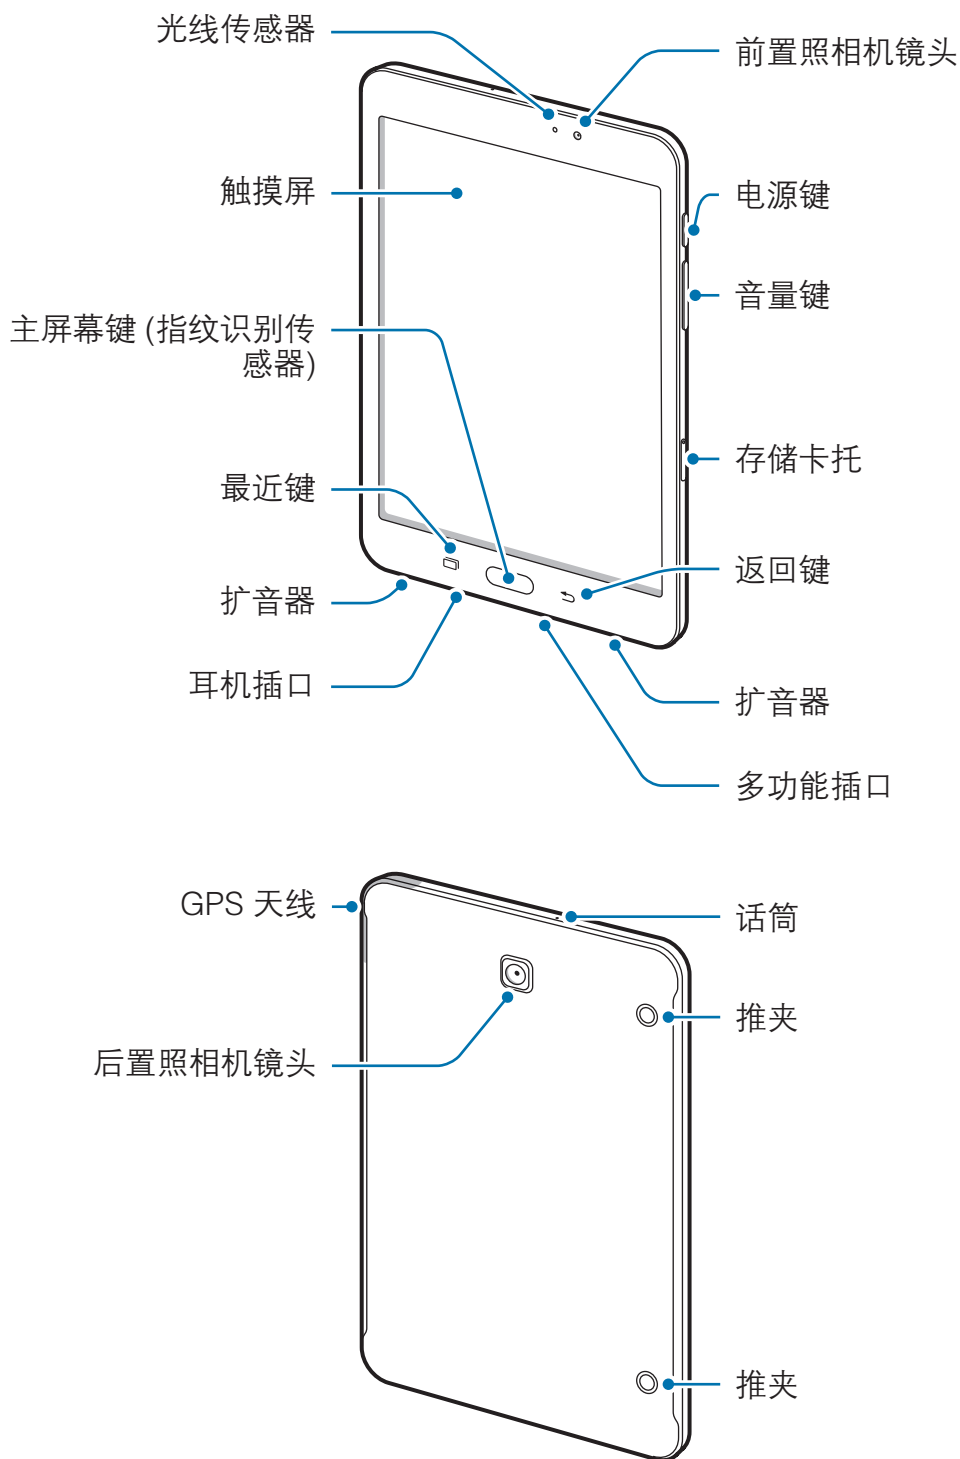 光线传感器
前置照相机镜头
触摸屏
电源键
音量键
主屏幕键 (指纹识别传
感器)
存储卡托
最近键
返回键
扩音器
耳机插口
扩音器
多功能插口
GPS 天线
话筒
推夹
后置照相机镜头
推夹